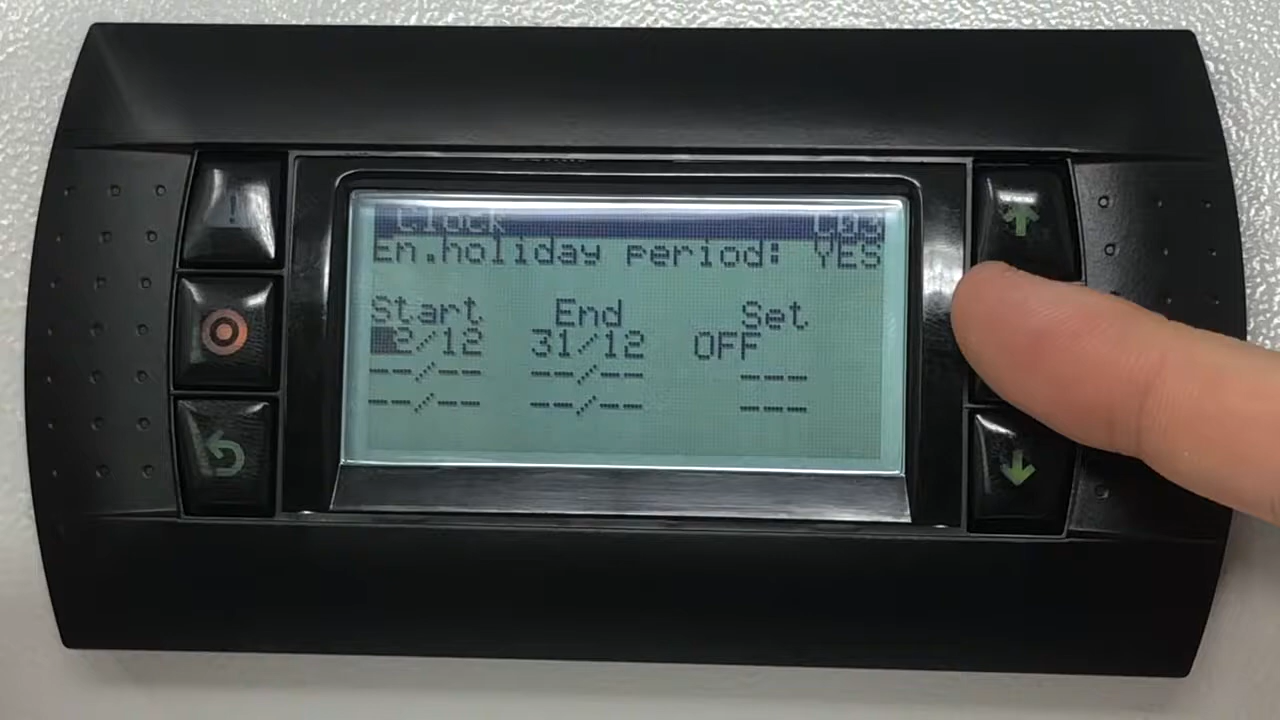 Clock
En.holiday period: YES
Start End Set
2/12 31/12 OFF
--/-- --/-- ---
--/-- --/-- ---